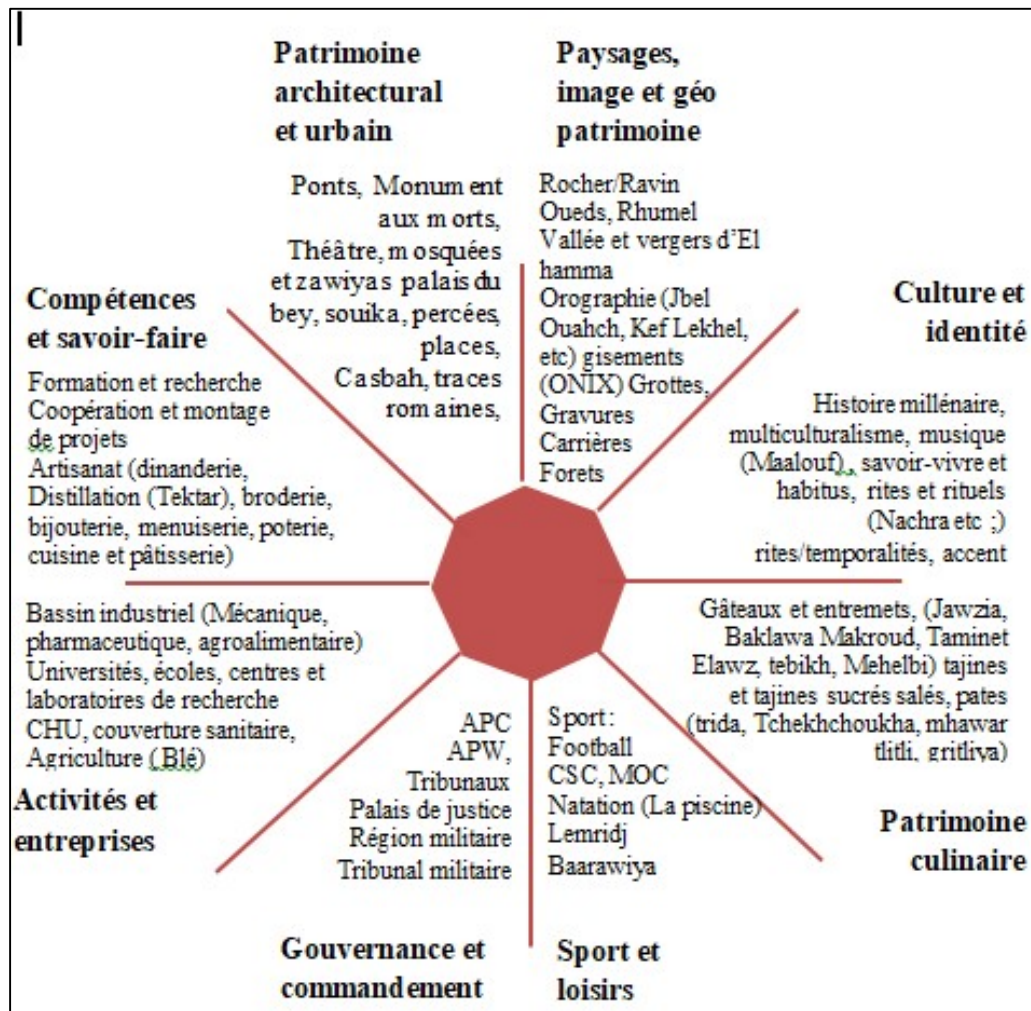 Patrimoine
architectural
et urbain
Ponts, Monument
aux morts,
Théâtre, mosquées
et zawiyas palais du
bey, souika, percées,
places,
Casbah, traces
romaines,
Paysages,
image et géo
patrimoine
Rocher/Ravin
Oueds, Rhumel
Vallée et vergers d'El
hamma
Orographie (Jbel
Ouahch, Kef Lekhel,
etc) gisements
(ONIX) Grottes,
Gravures
Carrières
Forets
Culture et
identité
Histoire millénaire,
multiculturalisme, musique
(Maalouf), savoir-vivre et
habitus, rites et rituels
(Nachra etc ;)
rites/temporalités, accent
Gâteaux et entremets, (Jawzia,
Baklawa Makroud, Taminet
Elawz, tebikh, Mehelbi) tajines
et tajines sucrés salés, pates
(trida, Tchekhchoukha, mhawar
tlitli, gritliya)
Patrimoine
culinaire
Sport :
Football
CSC, MOC
Natation (La piscine)
Lemridj
Baarawiya
Sport et
loisirs
APC
APW,
Tribunaux
Palais de justice
Région militaire
Tribunal militaire
Gouvernance et
commandement
Bassin industriel (Mécanique,
pharmaceutique, agroalimentaire)
Universités, écoles, centres et
laboratoires de recherche
CHU, couverture sanitaire,
Agriculture ( Blé)
Activités et
entreprises
Compétences
et savoir-faire
Formation et recherche
Coopération et montage
de projets
Artisanat (dinanderie,
Distillation (Tektar), broderie,
bijouterie, menuiserie, poterie,
cuisine et pâtisserie)